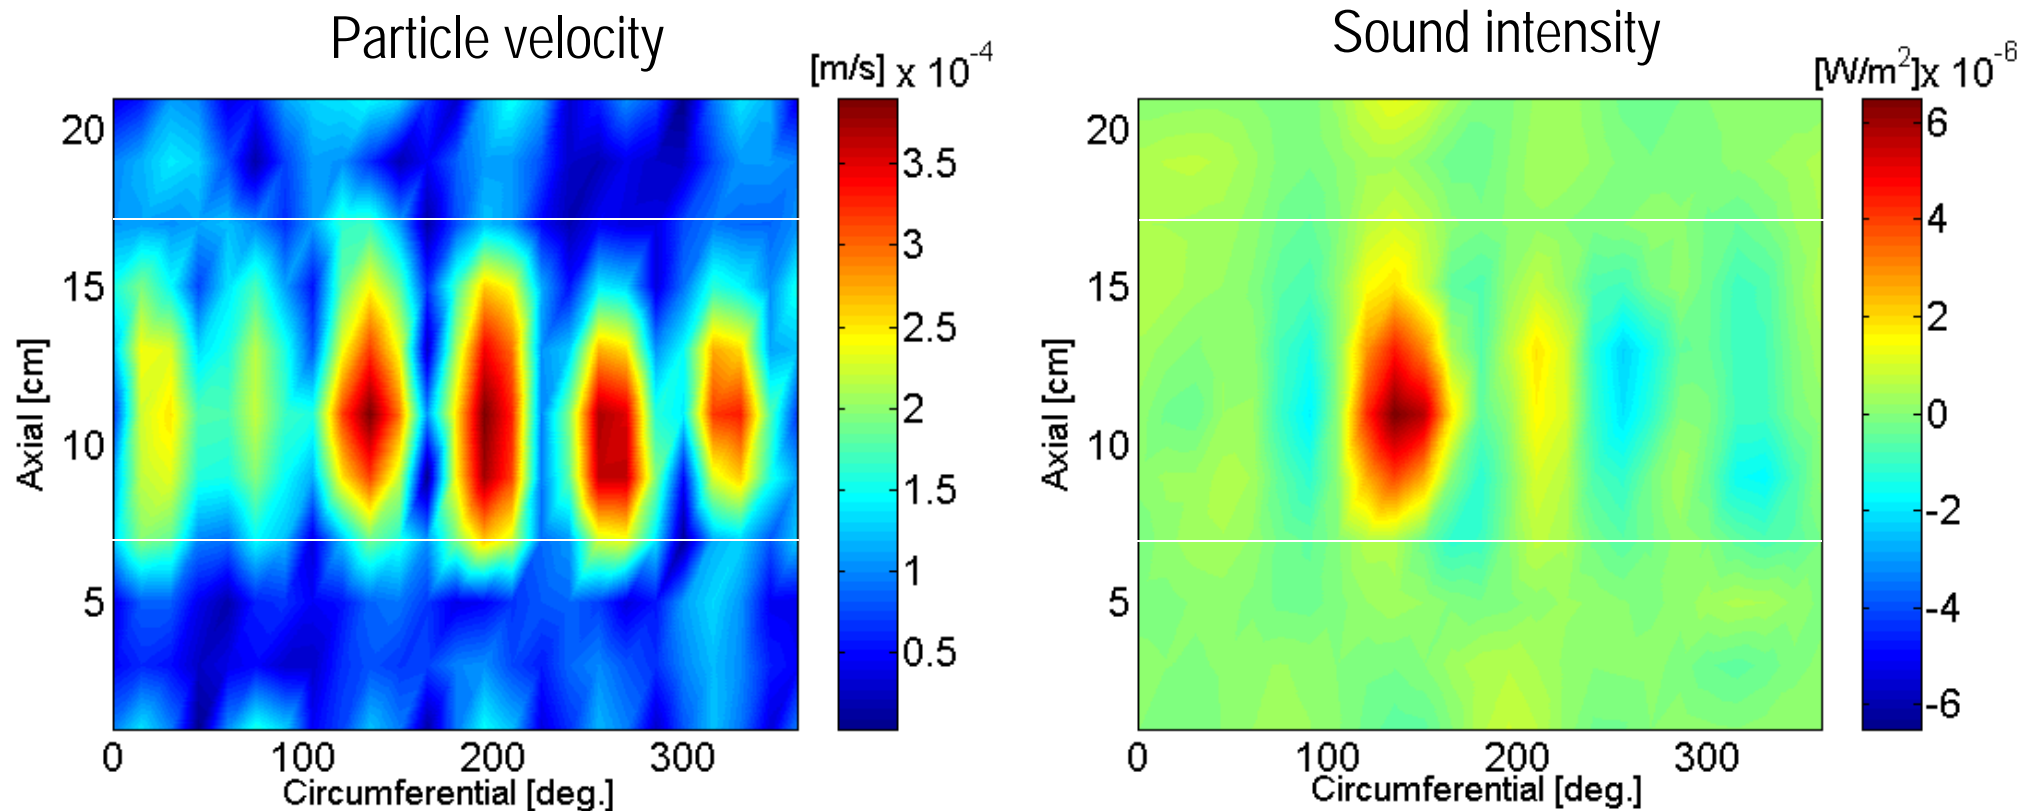 Particle velocity
[m/s] x 10⁻⁴
20
15
10
5
Axial [cm]
0 100 200 300
Circumferential [deg.]
3.5
3
2.5
2
1.5
1
0.5
Sound intensity
[W/m²]x 10⁻⁶
20
15
10
5
Axial [cm]
0 100 200 300
Circumferential [deg.]
6
4
2
0
-2
-4
-6